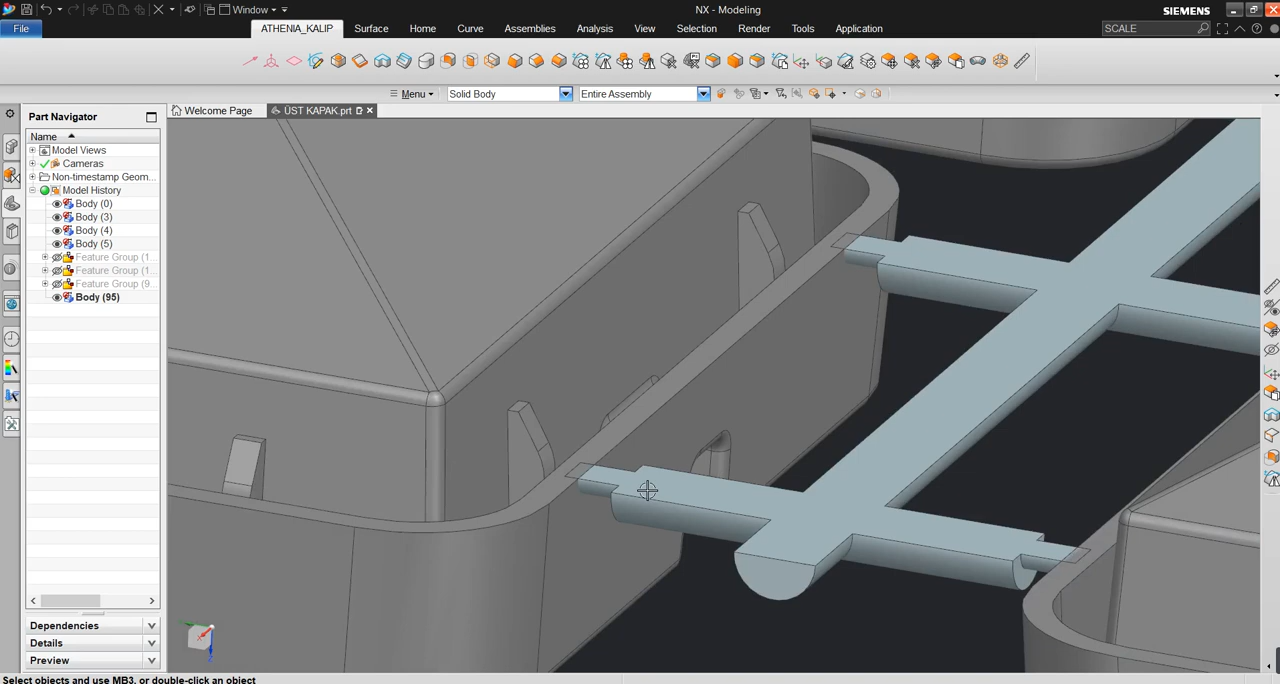 Window
NX - Modeling
SIEMENS
File
ATHENIA_KALIP
Surface
Home
Curve
Assemblies
Analysis
View
Selection
Render
Tools
Application
SCALE
Menu
Solid Body
Entire Assembly
Part Navigator
Welcome Page
ÜST KAPAK.prt
Name
Model Views
Cameras
Non-timestamp Geom...
Model History
Body (0)
Body (3)
Body (4)
Body (5)
Feature Group (1...
Feature Group (1...
Feature Group (9...
Body (95)
Dependencies
Details
Preview
Select objects and use MB3, or double-click an object